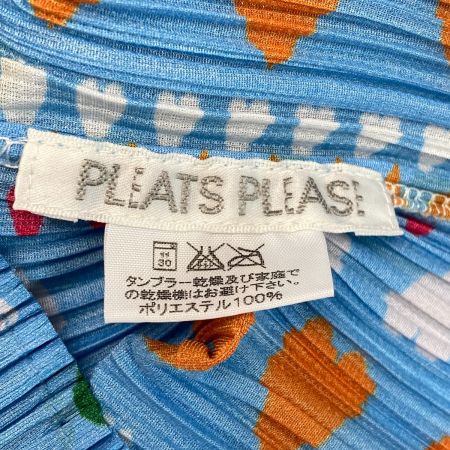 PLEATS PLEASE
タンブラー乾燥及び家庭で
の乾燥機はお避け下さい。
ポリエステル100%